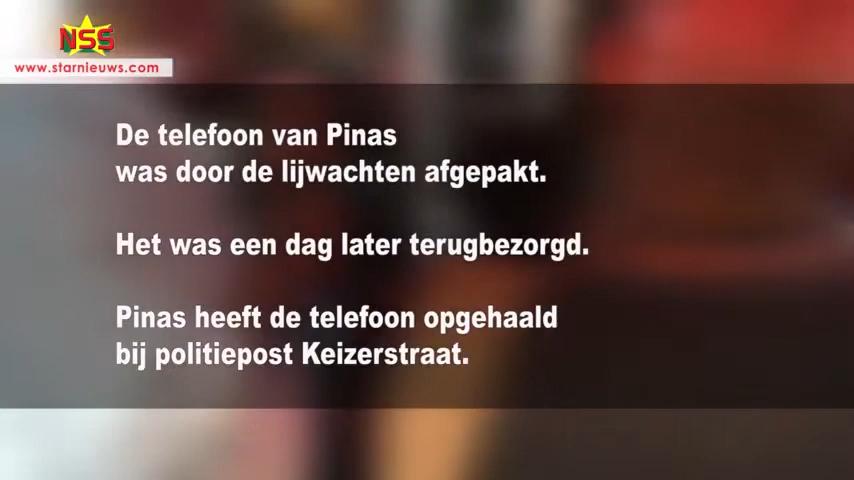 NSS
www.starnieuws.com
De telefoon van Pinas
was door de lijwachten afgepakt.
Het was een dag later terugbezorgd.
Pinas heeft de telefoon opgehaald
bij politiepost Keizerstraat.